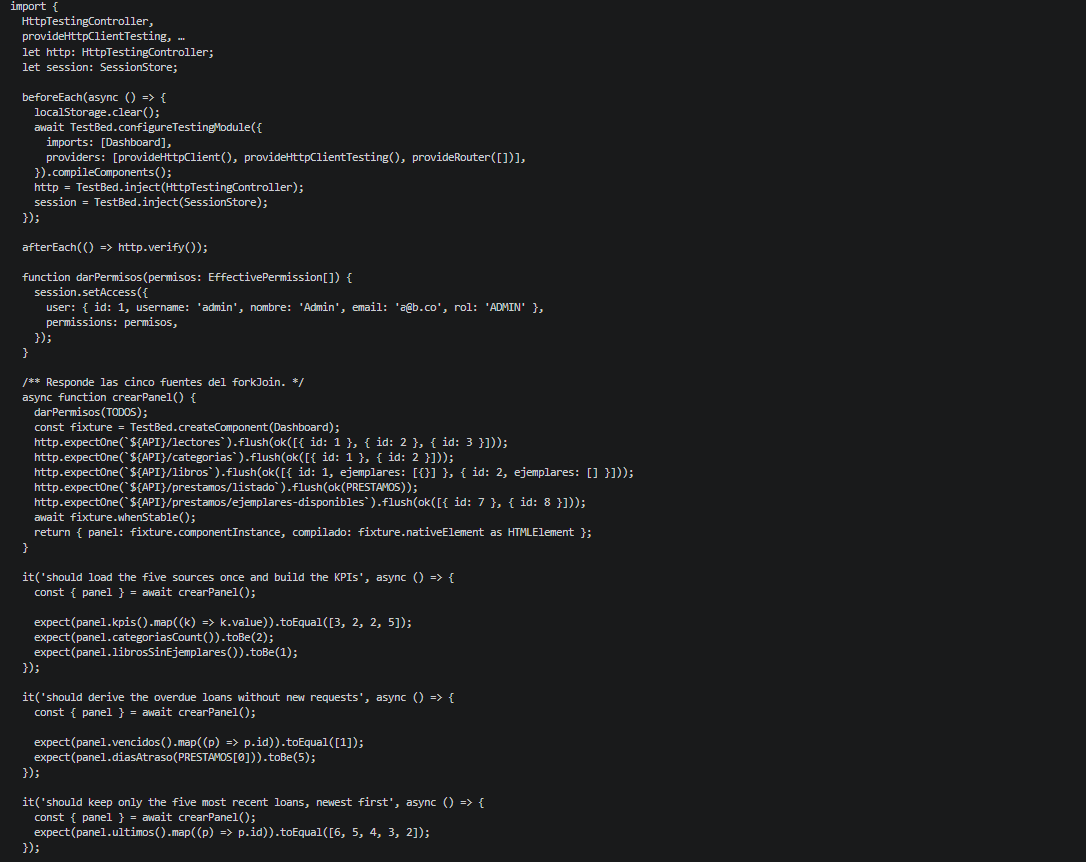 import {
  HttpTestingController,
  provideHttpClientTesting, …
  let http: HttpTestingController;
  let session: SessionStore;

  beforeEach(async () => {
    localStorage.clear();
    await TestBed.configureTestingModule({
      imports: [Dashboard],
      providers: [provideHttpClient(), provideHttpClientTesting(), provideRouter([])],
    }).compileComponents();
    http = TestBed.inject(HttpTestingController);
    session = TestBed.inject(SessionStore);
  });

  afterEach(() => http.verify());

  function darPermisos(permisos: EffectivePermission[]) {
    session.setAccess({
      user: { id: 1, username: 'admin', nombre: 'Admin', email: 'a@b.co', rol: 'ADMIN' },
      permissions: permisos,
    });
  }

  /** Responde las cinco fuentes del forkJoin. */
  async function crearPanel() {
    darPermisos(TODOS);
    const fixture = TestBed.createComponent(Dashboard);
    http.expectOne(`${API}/lectores`).flush(ok([{ id: 1 }, { id: 2 }, { id: 3 }]));
    http.expectOne(`${API}/categorias`).flush(ok([{ id: 1 }, { id: 2 }]));
    http.expectOne(`${API}/libros`).flush(ok([{ id: 1, ejemplares: [{}] }, { id: 2, ejemplares: [] }]));
    http.expectOne(`${API}/prestamos/listado`).flush(ok(PRESTAMOS));
    http.expectOne(`${API}/prestamos/ejemplares-disponibles`).flush(ok([{ id: 7 }, { id: 8 }]));
    await fixture.whenStable();
    return { panel: fixture.componentInstance, compilado: fixture.nativeElement as HTMLElement };
  }

  it('should load the five sources once and build the KPIs', async () => {
    const { panel } = await crearPanel();

    expect(panel.kpis().map((k) => k.value)).toEqual([3, 2, 2, 5]);
    expect(panel.categoriasCount()).toBe(2);
    expect(panel.librosSinEjemplares()).toBe(1);
  });

  it('should derive the overdue loans without new requests', async () => {
    const { panel } = await crearPanel();

    expect(panel.vencidos().map((p) => p.id)).toEqual([1]);
    expect(panel.diasAtraso(PRESTAMOS[0])).toBe(5);
  });

  it('should keep only the five most recent loans, newest first', async () => {
    const { panel } = await crearPanel();
    expect(panel.ultimos().map((p) => p.id)).toEqual([6, 5, 4, 3, 2]);
  });